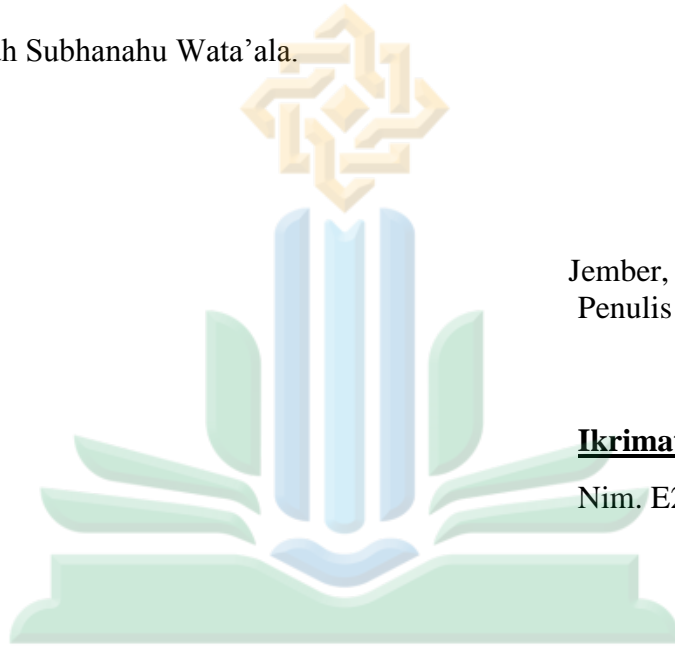 h Subhanahu Wata’ala.
Jember,
Penulis
Ikrima
Nim. E